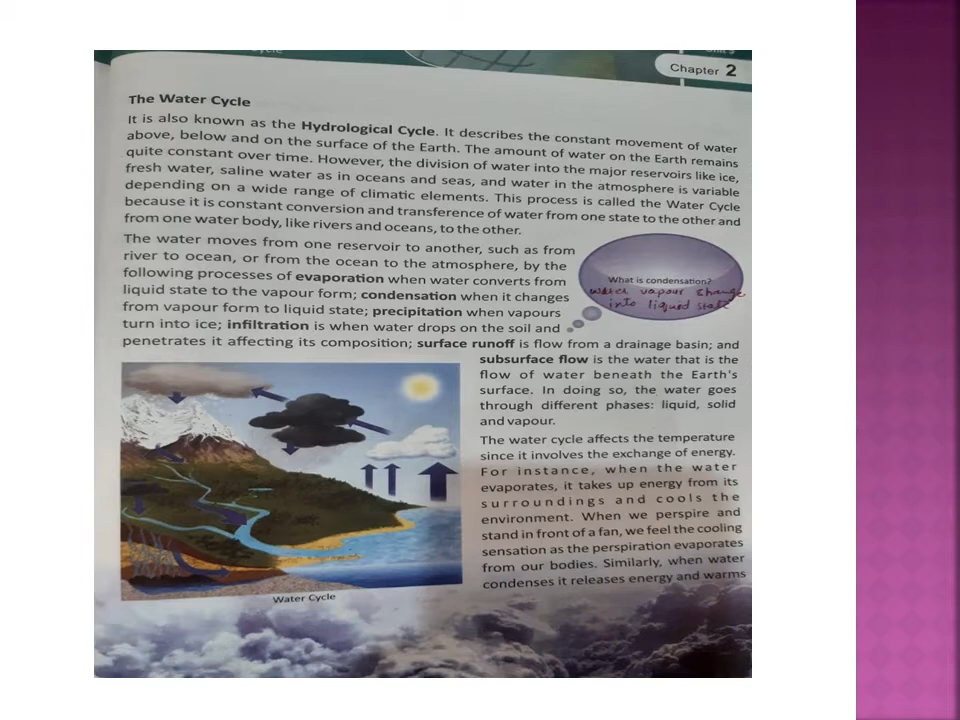 Chapter 2
The Water Cycle
It is also known as the Hydrological Cycle. It describes the constant movement of water
above, below and on the surface of the Earth. The amount of water on the Earth remains
quite constant over time. However, the division of water into the major reservoirs like ice,
fresh water, saline water as in oceans and seas, and water in the atmosphere is variable
depending on a wide range of climatic elements. This process is called the Water Cycle
because it is constant conversion and transference of water from one state to the other and
from one water body, like rivers and oceans, to the other.
The water moves from one reservoir to another, such as from
river to ocean, or from the ocean to the atmosphere, by the
following processes of evaporation when water converts from
liquid state to the vapour form; condensation when it changes
from vapour form to liquid state; precipitation when vapours
turn into ice; infiltration is when water drops on the soil and
penetrates it affecting its composition; surface runoff is flow from a drainage basin; and
What is condensation?
water vapour change
into liquid state
subsurface flow is the water that is the
flow of water beneath the Earth's
surface. In doing so, the water goes
through different phases: liquid, solid
and vapour.
The water cycle affects the temperature
since it involves the exchange of energy.
For instance, when the water
evaporates, it takes up energy from its
surroundings and cools the
environment. When we perspire and
stand in front of a fan, we feel the cooling
sensation as the perspiration evaporates
from our bodies. Similarly, when water
condenses it releases energy and warms
Water Cycle